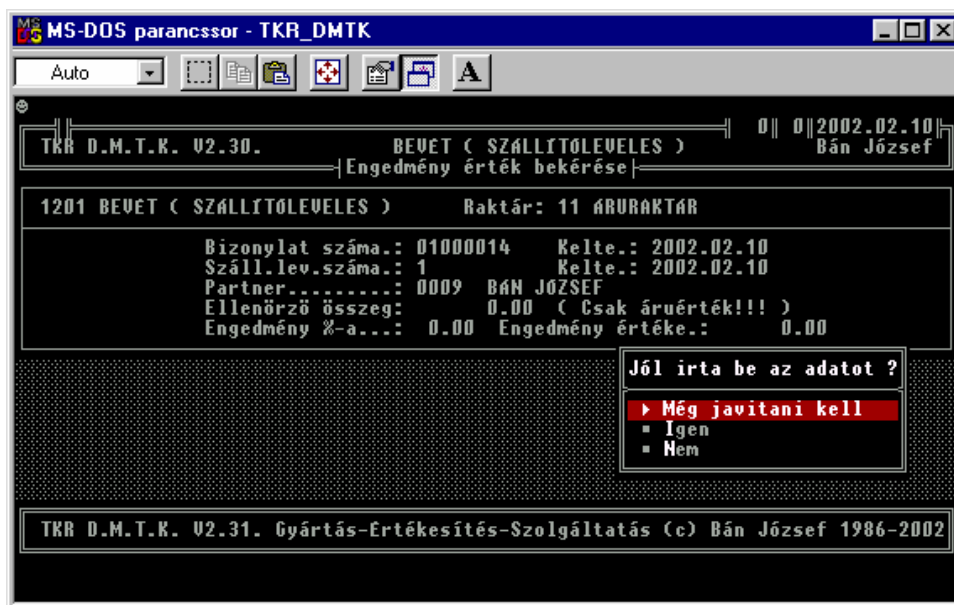 MS-DOS parancssor - TKR_DMTK
Auto
A
0 0 2002.02.10
TKR D.M.T.K. V2.30. BEVÉT ( SZÁLLÍTÓLEVELES ) Bán József
Engedmény érték bekérése
1201 BEVÉT ( SZÁLLÍTÓLEVELES ) Raktár: 11 ÁRURAKTÁR
Bizonylat száma.: 01000014 Kelte.: 2002.02.10
Száll.lev.száma.: 1 Kelte.: 2002.02.10
Partner.........: 0009 BÁN JÓZSEF
Ellenörzö összeg: 0.00 ( Csak áruérték!!! )
Engedmény %-a...: 0.00 Engedmény értéke.: 0.00
Jól irta be az adatot ?
Még javitani kell
Igen
Nem
TKR D.M.T.K. V2.31. Gyártás-Értékesítés-Szolgáltatás (c) Bán József 1986-2002